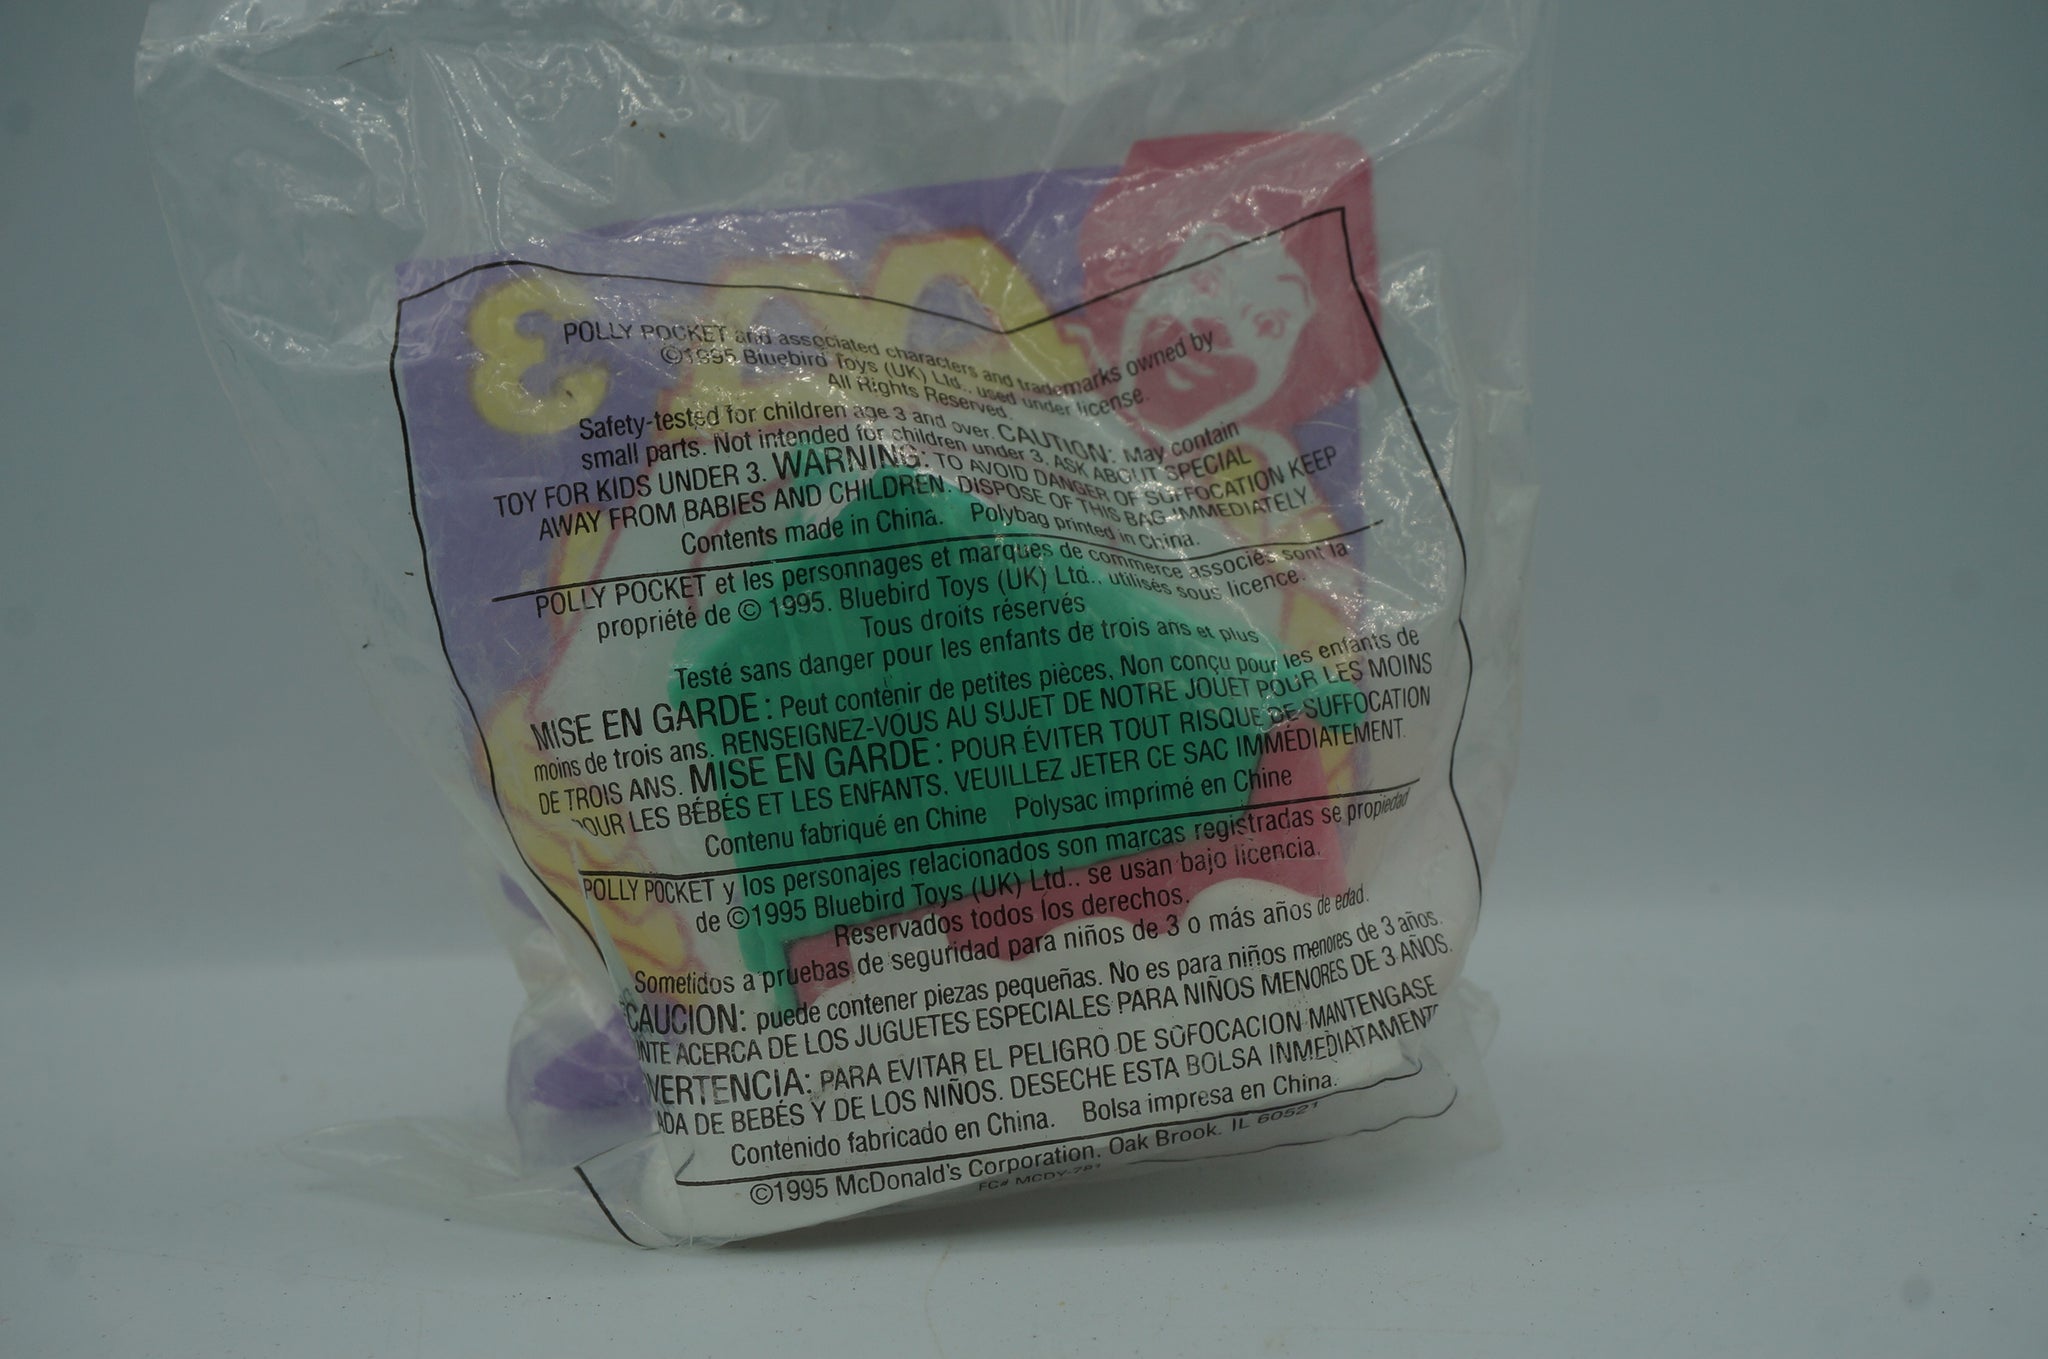 POLLY POCKET and associated characters and trademarks owned by
©1995 Bluebird Toys (UK) Ltd., used under license.
All Rights Reserved.
Safety-tested for children age 3 and over. CAUTION: May contain
small parts. Not intended for children under 3. ASK ABOUT SPECIAL
TOY FOR KIDS UNDER 3. WARNING: TO AVOID DANGER OF SUFFOCATION KEEP
AWAY FROM BABIES AND CHILDREN. DISPOSE OF THIS BAG IMMEDIATELY
Contents made in China. Polybag printed in China.
POLLY POCKET et les personnages et marques de commerce associés sont la
propriété de © 1995. Bluebird Toys (UK) Ltd., utilisés sous licence.
Tous droits réservés
Testé sans danger pour les enfants de trois ans et plus
MISE EN GARDE : Peut contenir de petites pièces. Non conçu pour les enfants de
moins de trois ans. RENSEIGNEZ-VOUS AU SUJET DE NOTRE JOUET POUR LES MOINS
DE TROIS ANS. MISE EN GARDE : POUR ÉVITER TOUT RISQUE DE SUFFOCATION
POUR LES BÉBÉS ET LES ENFANTS, VEUILLEZ JETER CE SAC IMMÉDIATEMENT.
Contenu fabriqué en Chine Polysac imprimé en Chine
POLLY POCKET y los personajes relacionados son marcas registradas se propiedad
de ©1995 Bluebird Toys (UK) Ltd., se usan bajo licencia.
Reservados todos los derechos.
Sometidos a pruebas de seguridad para niños de 3 o más años de edad.
CAUCION: puede contener piezas pequeñas. No es para niños menores de 3 años.
NTE ACERCA DE LOS JUGUETES ESPECIALES PARA NIÑOS MENORES DE 3 AÑOS.
VERTENCIA: PARA EVITAR EL PELIGRO DE SOFOCACION MANTENGASE
ADA DE BEBÉS Y DE LOS NIÑOS. DESECHE ESTA BOLSA INMEDIATAMENT
Contenido fabricado en China. Bolsa impresa en China.
©1995 McDonald's Corporation. Oak Brook. IL 60521
FC# MCDY-781